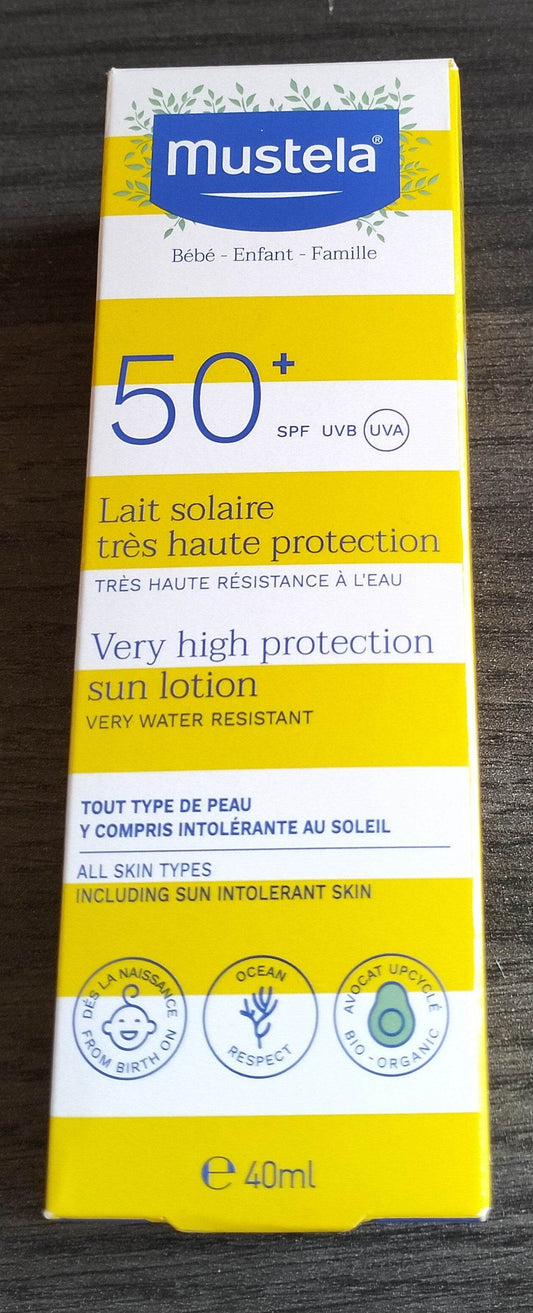 mustela®
Bébé - Enfant - Famille
50+
SPF UVB UVA
Lait solaire
très haute protection
TRÈS HAUTE RÉSISTANCE À L'EAU
Very high protection
sun lotion
VERY WATER RESISTANT
TOUT TYPE DE PEAU
Y COMPRIS INTOLÉRANTE AU SOLEIL
ALL SKIN TYPES
INCLUDING SUN INTOLERANT SKIN
DÈS LA NAISSANCE
FROM BIRTH ON
OCEAN
RESPECT
AVOCAT UPCYCLÉ
BIO - ORGANIC
℮ 40ml